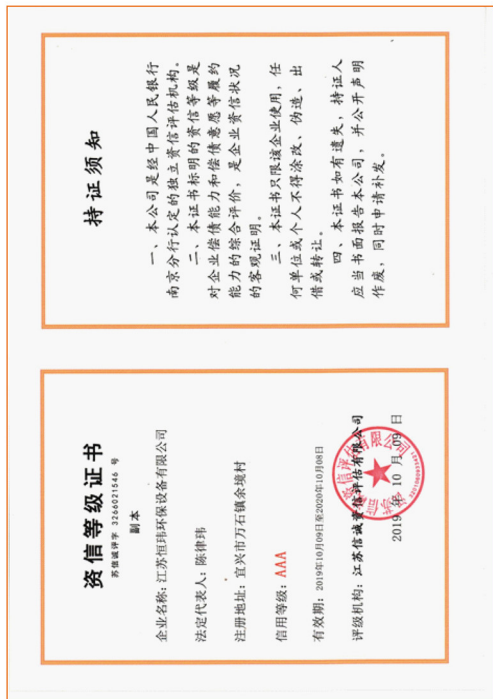 资信等级证书
苏信诚评字 3266021546 号
副本
企业名称：江苏恒玮环保设备有限公司
法定代表人：陈律玮
注册地址：宜兴市万石镇余境村
信用等级：AAA
有效期：2019年10月09日至2020年10月08日
评级机构：江苏信诚资信评估有限公司
2019 年 10 月 09 日
持证须知
一、本公司是经中国人民银行
南京分行认定的独立资信评估机构。
二、本证书标明的资信等级是
对企业偿债能力和偿债意愿等履约
能力的综合评价，是企业资信状况
的客观证明。
三、本证书只限该企业使用，任
何单位或个人不得涂改、伪造、出
借或转让。
四、本证书如有遗失，持证人
应当书面报告本公司，并公开声明
作废，同时申请补发。